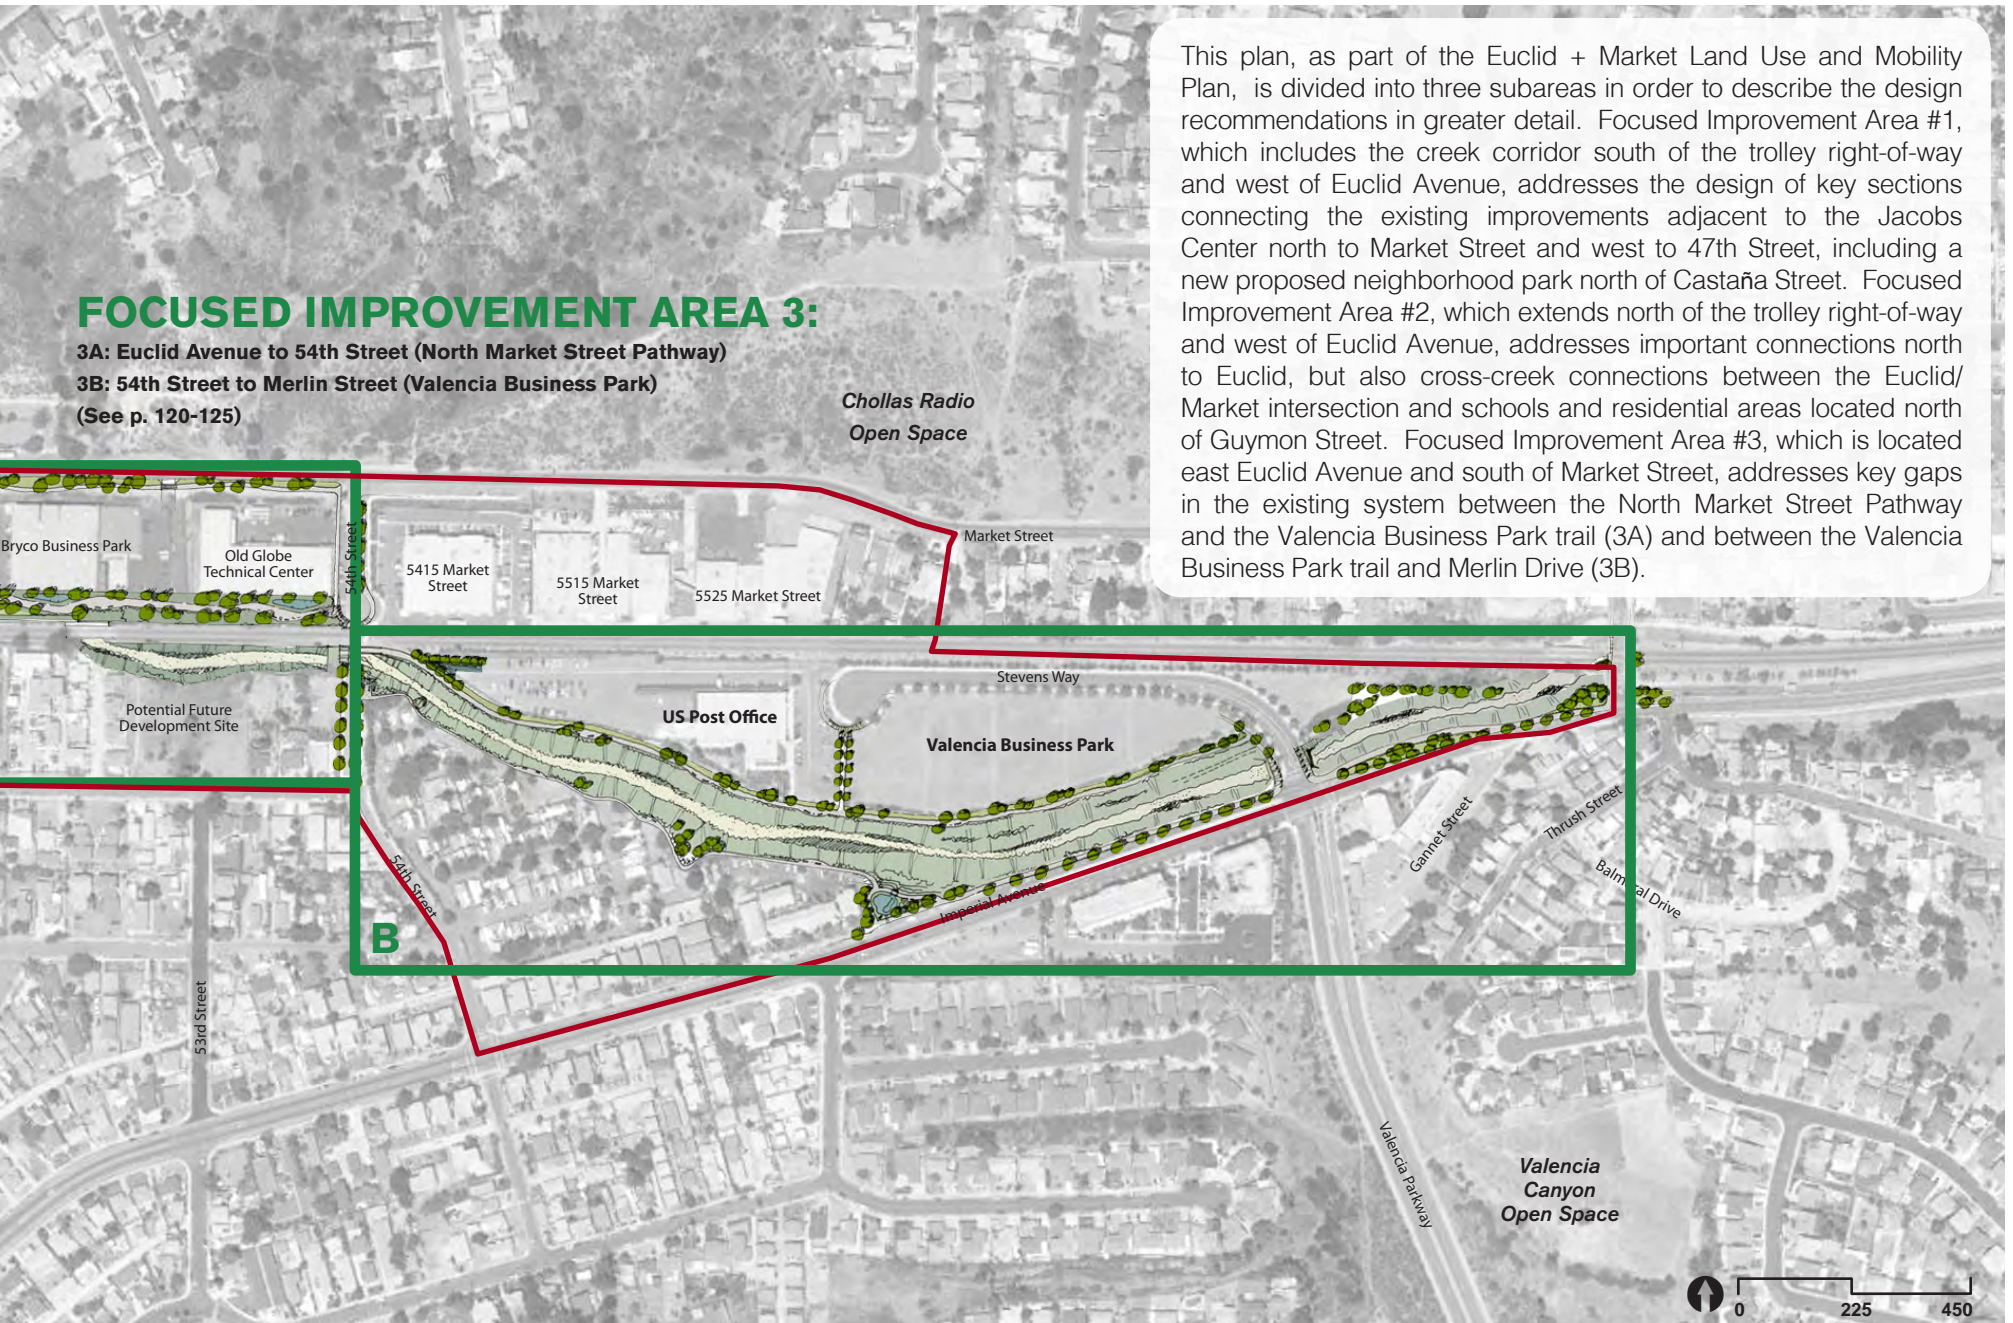 This plan, as part of the Euclid + Market Land Use and Mobility
Plan, is divided into three subareas in order to describe the design
recommendations in greater detail. Focused Improvement Area #1,
which includes the creek corridor south of the trolley right-of-way
and west of Euclid Avenue, addresses the design of key sections
connecting the existing improvements adjacent to the Jacobs
Center north to Market Street and west to 47th Street, including a
new proposed neighborhood park north of Castaña Street. Focused
Improvement Area #2, which extends north of the trolley right-of-way
and west of Euclid Avenue, addresses important connections north
to Euclid, but also cross-creek connections between the Euclid/
Market intersection and schools and residential areas located north
of Guymon Street. Focused Improvement Area #3, which is located
east Euclid Avenue and south of Market Street, addresses key gaps
in the existing system between the North Market Street Pathway
and the Valencia Business Park trail (3A) and between the Valencia
Business Park trail and Merlin Drive (3B).
FOCUSED IMPROVEMENT AREA 3:
3A: Euclid Avenue to 54th Street (North Market Street Pathway)
3B: 54th Street to Merlin Street (Valencia Business Park)
(See p. 120-125)
Chollas Radio
Open Space
Market Street
Bryco Business Park
Old Globe
Technical Center
54th Street
5415 Market
Street
5515 Market
Street
5525 Market Street
Stevens Way
Potential Future
Development Site
US Post Office
Valencia Business Park
Gannet Street
Thrush Street
Balmoral Drive
54th Street
Imperial Avenue
B
53rd Street
Valencia Parkway
Valencia
Canyon
Open Space
0
225
450